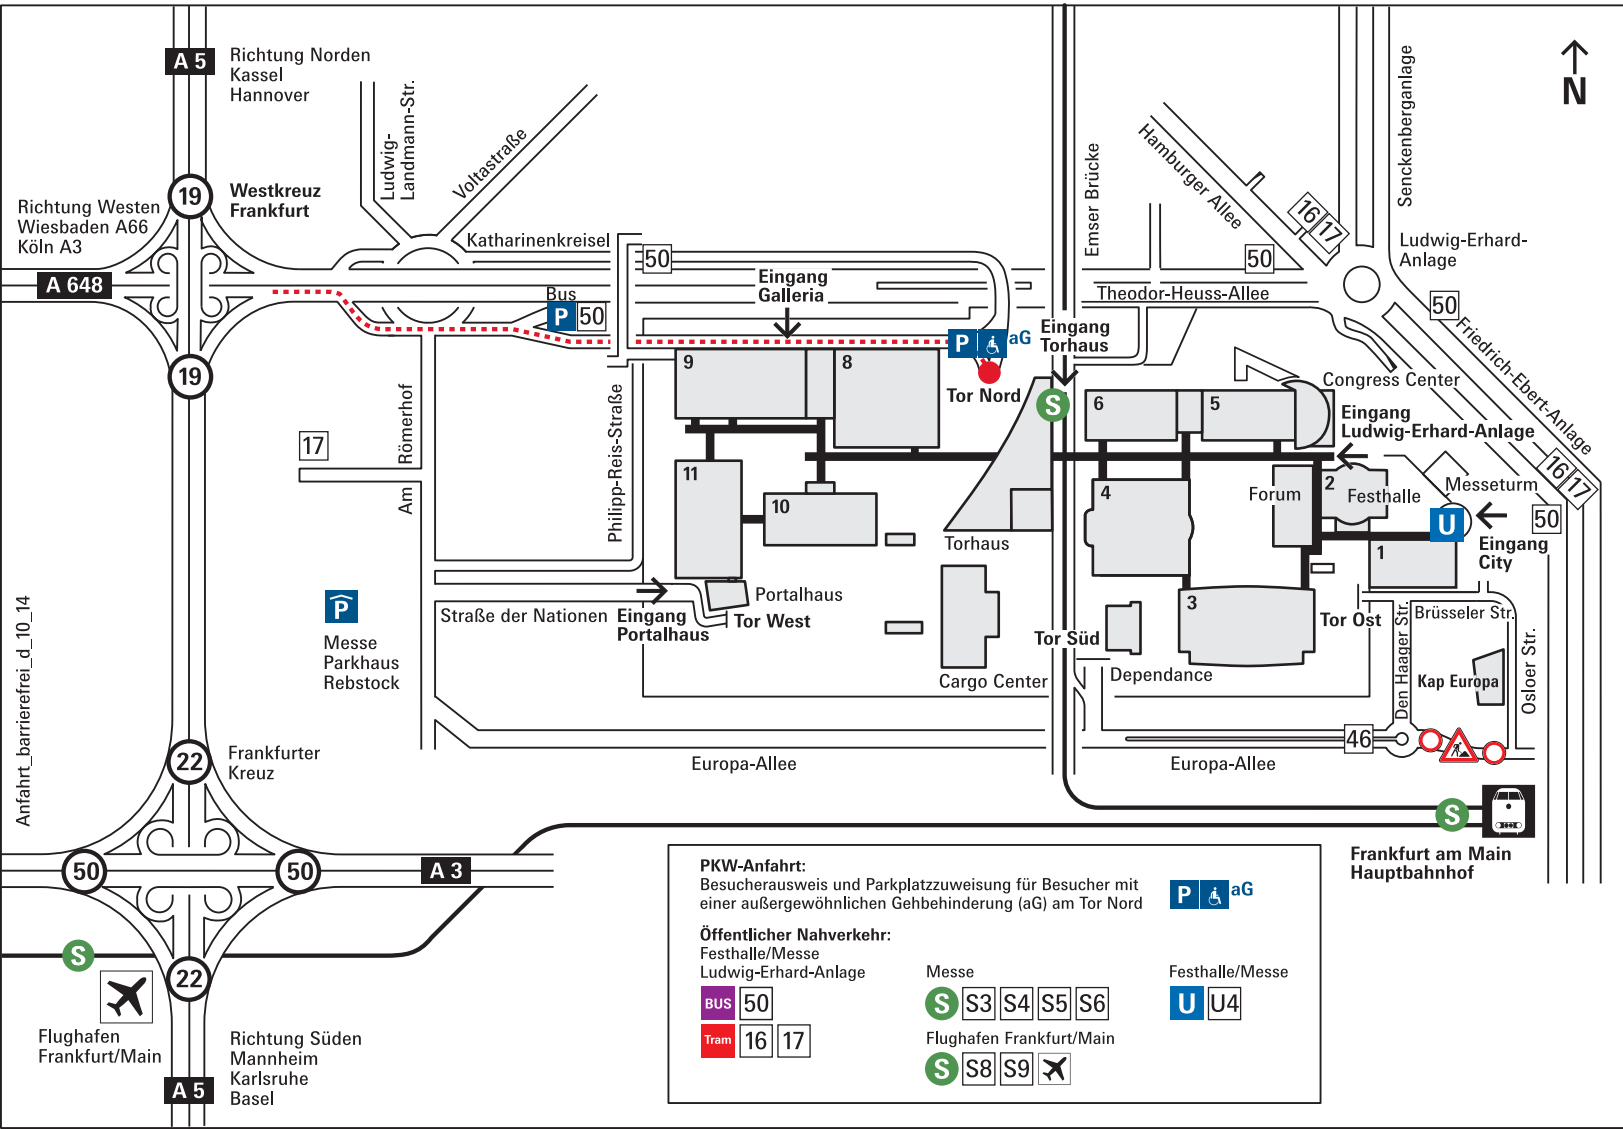 A 5
Richtung Norden
Kassel
Hannover
Ludwig-
Landmann-Str.
Voltastraße
Emser Brücke
Hamburger Allee
Senckenberganlage
N
19
Westkreuz
Frankfurt
Richtung Westen
Wiesbaden A66
Köln A3
A 648
Katharinenkreisel
50
16
17
Ludwig-Erhard-
Anlage
50
Eingang
Galleria
Bus
P
50
Theodor-Heuss-Allee
50
Friedrich-Ebert-Anlage
P
aG
Eingang
Torhaus
19
9
8
Tor Nord
S
6
5
Congress Center
Eingang
Ludwig-Erhard-Anlage
Am Römerhof
Philipp-Reis-Straße
17
11
10
4
Forum
2
Festhalle
Messeturm
16
17
50
U
Eingang
City
Torhaus
1
P
Messe
Parkhaus
Rebstock
Straße der Nationen
Eingang
Portalhaus
Portalhaus
Tor West
3
Tor Süd
Tor Ost
Brüsseler Str.
Den Haager Str.
Osloer Str.
Kap Europa
Cargo Center
Dependance
Anfahrt_barrierefrei_d_10_14
22
Frankfurter
Kreuz
Europa-Allee
Europa-Allee
46
50
50
A 3
S
Frankfurt am Main
Hauptbahnhof
S
22
Flughafen
Frankfurt/Main
Richtung Süden
Mannheim
Karlsruhe
Basel
A 5
PKW-Anfahrt:
Besucherausweis und Parkplatzzuweisung für Besucher mit
einer außergewöhnlichen Gehbehinderung (aG) am Tor Nord
P
aG
Öffentlicher Nahverkehr:
Festhalle/Messe
Ludwig-Erhard-Anlage
BUS 50
Tram 16 17
Messe
S S3 S4 S5 S6
Flughafen Frankfurt/Main
S S8 S9
Festhalle/Messe
U U4